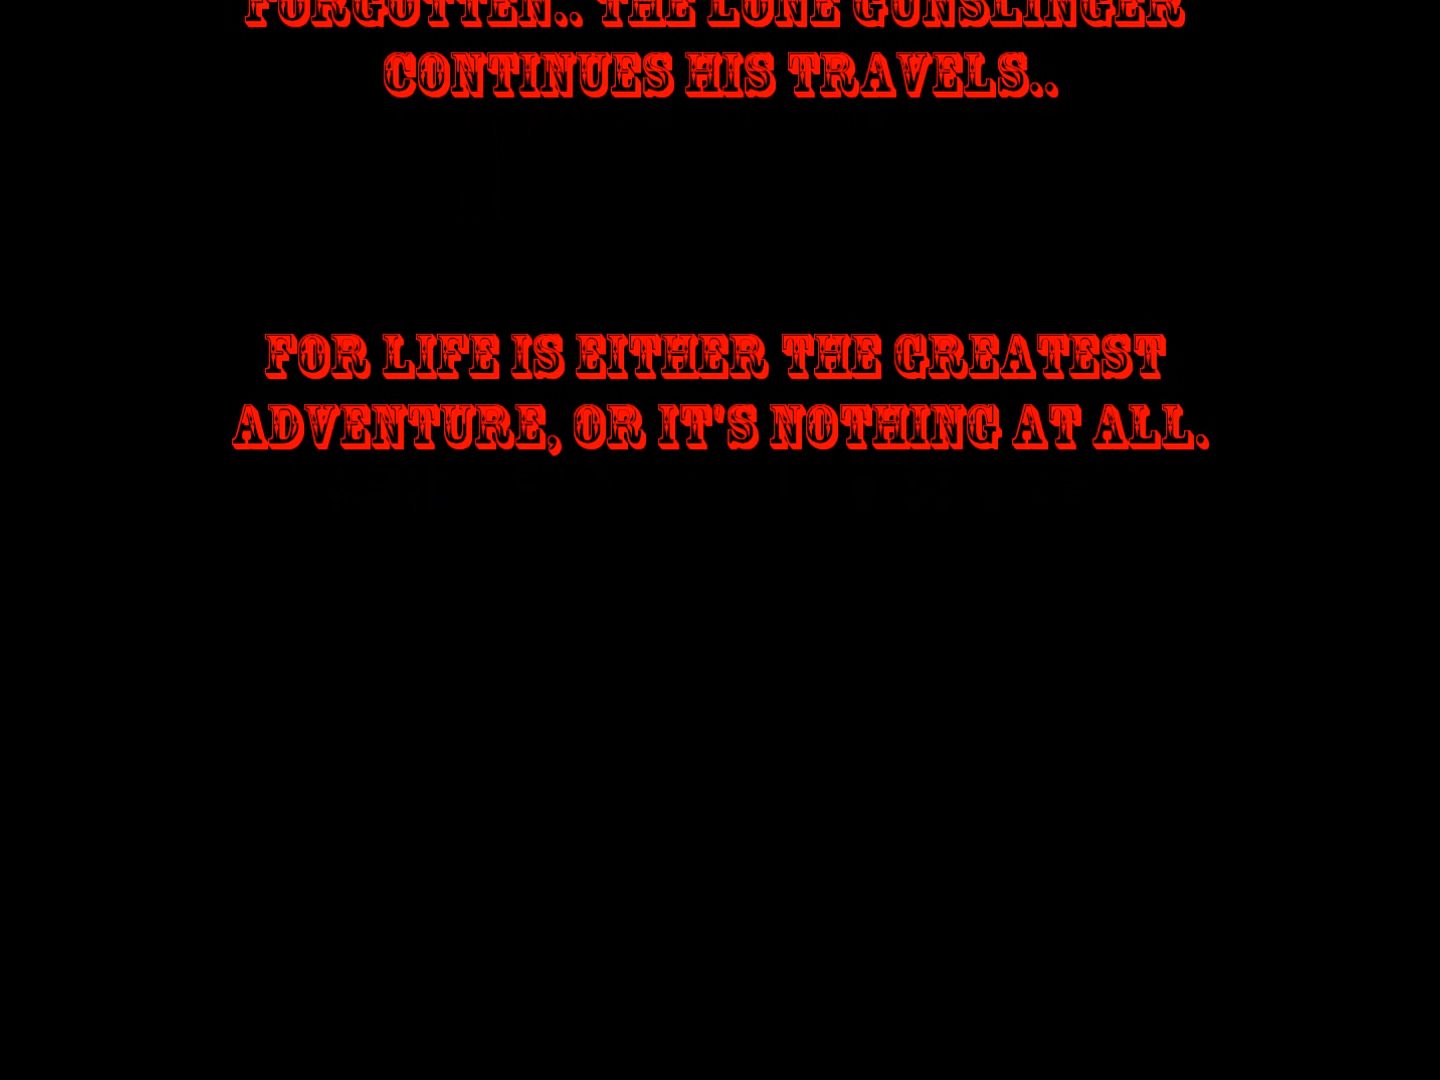 FORGOTTEN.. THE LONE GUNSLINGER
CONTINUES HIS TRAVELS..
FOR LIFE IS EITHER THE GREATEST
ADVENTURE, OR IT'S NOTHING AT ALL.